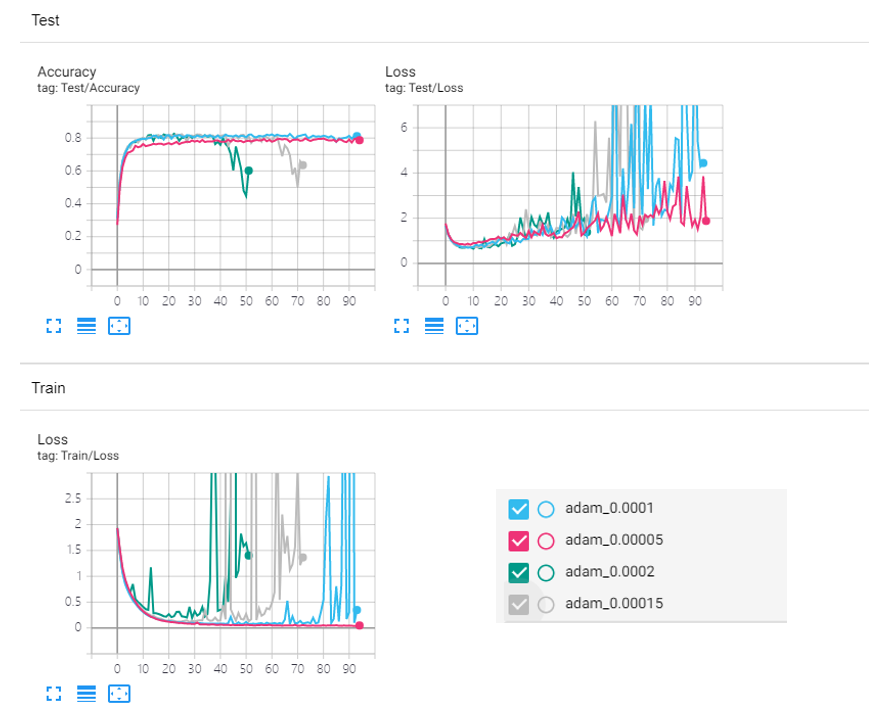 Test
Accuracy
tag: Test/Accuracy
0.8
0.6
0.4
0.2
0
0 10 20 30 40 50 60 70 80 90
Loss
tag: Test/Loss
6
4
2
0
0 10 20 30 40 50 60 70 80 90
Train
Loss
tag: Train/Loss
2.5
2
1.5
1
0.5
0
0 10 20 30 40 50 60 70 80 90
adam_0.0001
adam_0.00005
adam_0.0002
adam_0.00015